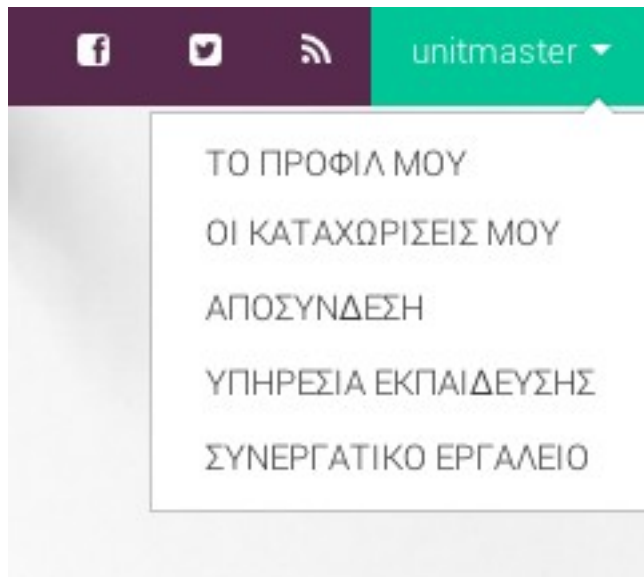 unitmaster
ΤΟ ΠΡΟΦΙΛ ΜΟΥ
ΟΙ ΚΑΤΑΧΩΡΙΣΕΙΣ ΜΟΥ
ΑΠΟΣΥΝΔΕΣΗ
ΥΠΗΡΕΣΙΑ ΕΚΠΑΙΔΕΥΣΗΣ
ΣΥΝΕΡΓΑΤΙΚΟ ΕΡΓΑΛΕΙΟ